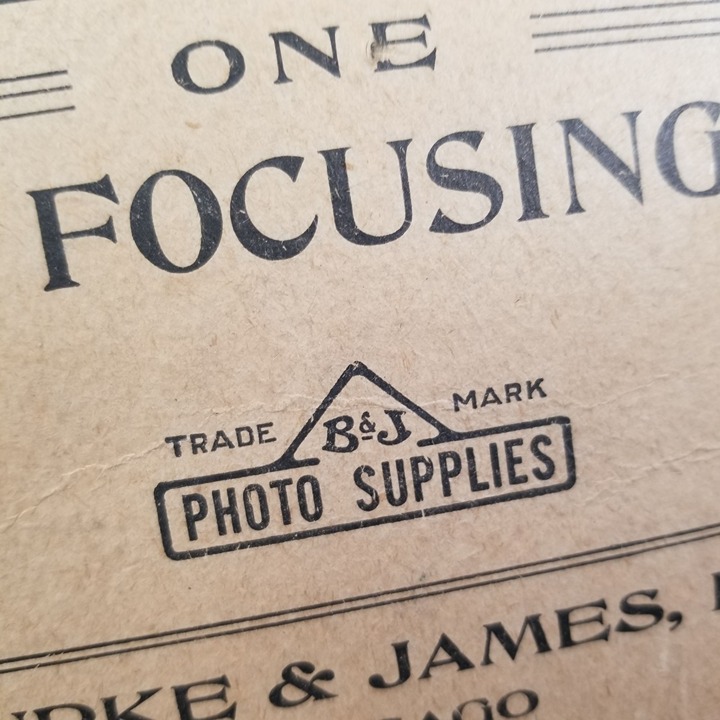 ONE
FOCUSING
TRADE MARK
B&J
PHOTO SUPPLIES
& JAMES,